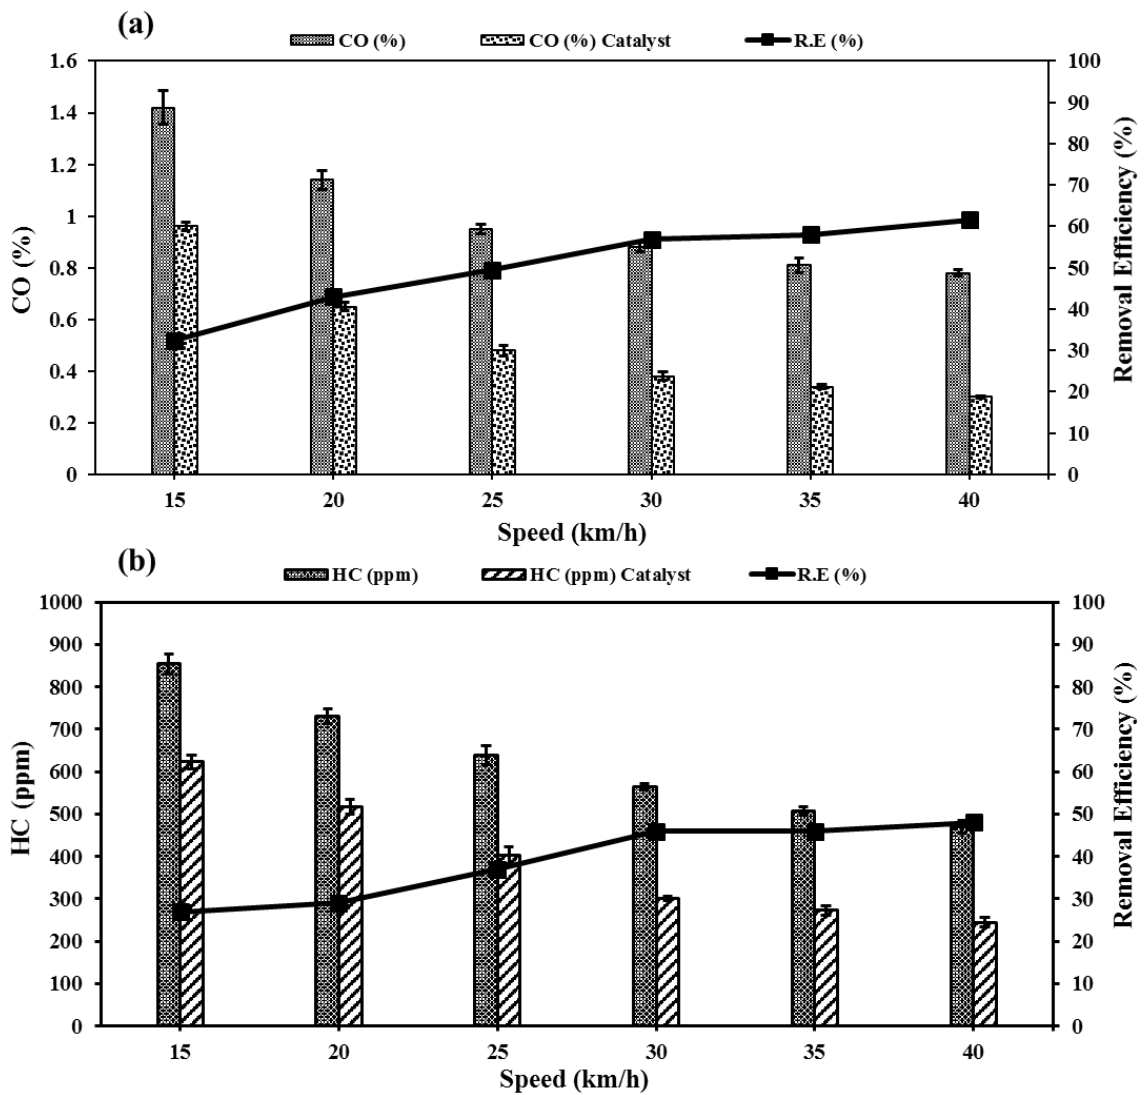 (a)
CO (%) CO (%) Catalyst R.E (%)
1.6 100
90
1.4 80
1.2 70
1 60
0.8 50
0.6 40
30
0.4 20
0.2 10
0 0
CO (%)
Removal Efficiency (%)
15 20 25 30 35 40
Speed (km/h)
(b)
HC (ppm) HC (ppm) Catalyst R.E (%)
1000 100
900 90
800 80
700 70
600 60
500 50
400 40
300 30
200 20
100 10
0 0
HC (ppm)
Removal Efficiency (%)
15 20 25 30 35 40
Speed (km/h)